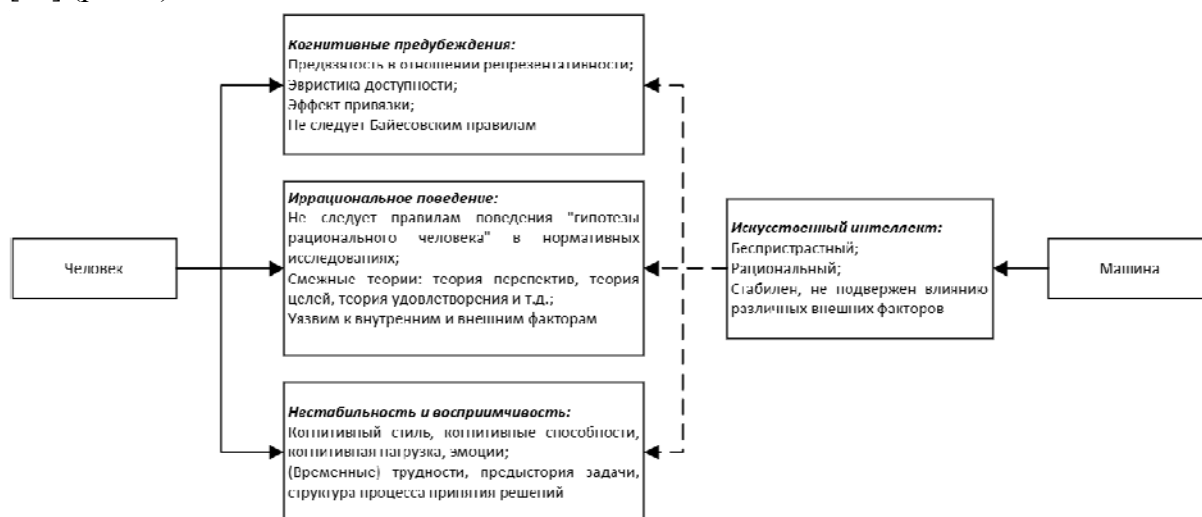 Когнитивные предубеждения:
Предвзятость в отношении репрезентативности;
Эвристика доступности;
Эффект привязки;
Не следует Байесовским правилам
Иррациональное поведение:
Не следует правилам поведения "гипотезы
рационального человека" в нормативных
исследованиях;
Смежные теории: теория перспектив, теория
целей, теория удовлетворения и т.д.;
Уязвим к внутренним и внешним факторам
Искусственный интеллект:
Беспристрастный;
Рациональный;
Стабилен, не подвержен влиянию
различных внешних факторов
Человек
Машина
Нестабильность и восприимчивость:
Когнитивный стиль, когнитивные способности,
когнитивная нагрузка, эмоции;
(Временные) трудности, предыстория задачи,
структура процесса принятия решений